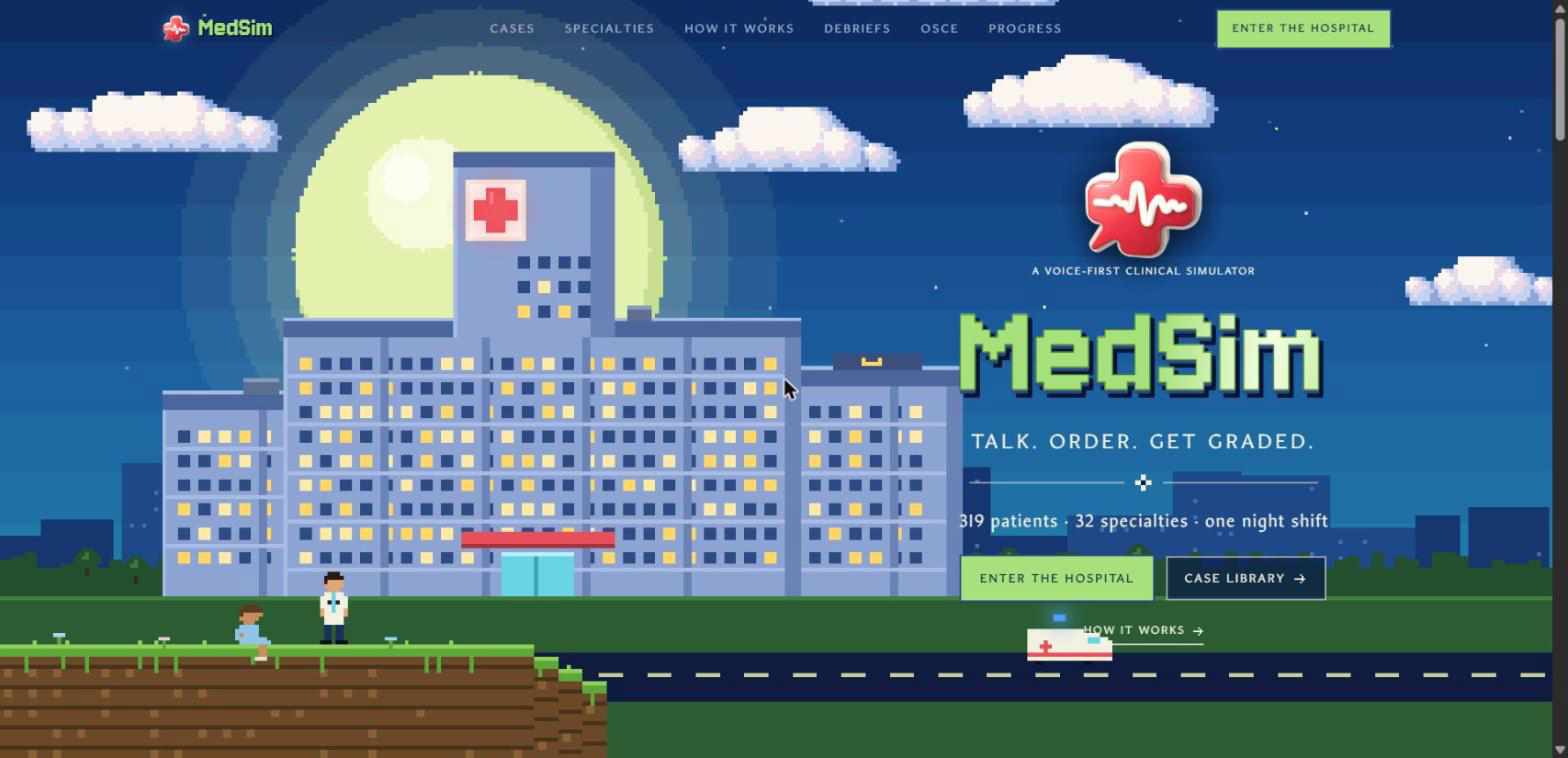 MedSim
CASES
SPECIALTIES
HOW IT WORKS
DEBRIEFS
OSCE
PROGRESS
ENTER THE HOSPITAL
A VOICE-FIRST CLINICAL SIMULATOR
MedSim
TALK. ORDER. GET GRADED.
319 patients · 32 specialties · one night shift
ENTER THE HOSPITAL
CASE LIBRARY →
HOW IT WORKS →